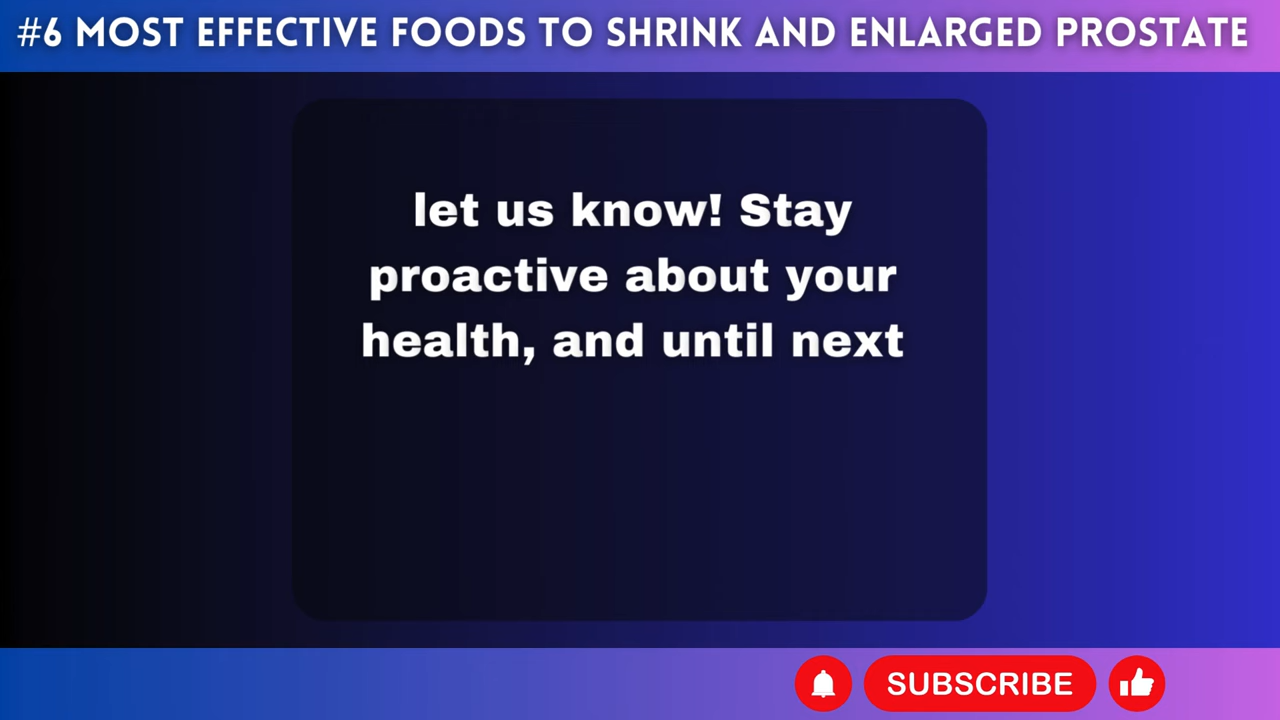 #6 MOST EFFECTIVE FOODS TO SHRINK AND ENLARGED PROSTATE
let us know! Stay
proactive about your
health, and until next
SUBSCRIBE